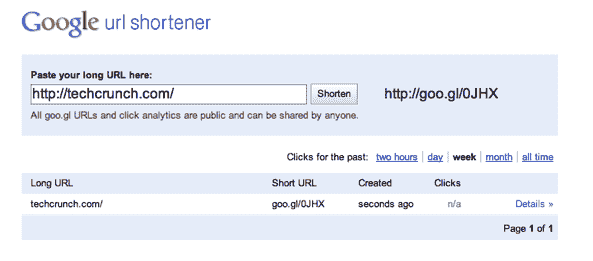 Google url shortener
Paste your long URL here:
http://techcrunch.com/ Shorten http://goo.gl/0JHX
All goo.gl URLs and click analytics are public and can be shared by anyone.
Clicks for the past: two hours day week month all time
Long URL Short URL Created Clicks
techcrunch.com/ goo.gl/0JHX seconds ago n/a Details »
Page 1 of 1